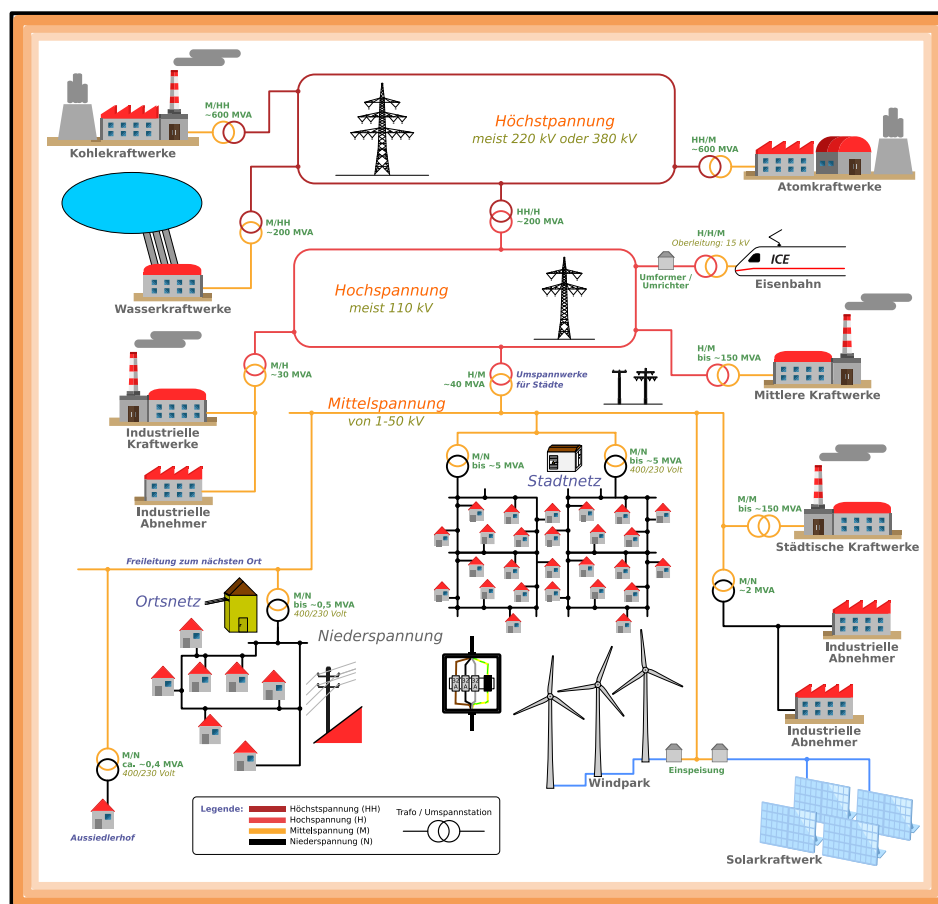 M/HH
~600 MVA
Kohlekraftwerke
Höchstpannung
meist 220 kV oder 380 kV
HH/M
~600 MVA
Atomkraftwerke
M/HH
~200 MVA
Wasserkraftwerke
HH/H
~200 MVA
H/H/M
Oberleitung: 15 kV
ICE
Umformer /
Umrichter
Eisenbahn
Hochspannung
meist 110 kV
M/H
~30 MVA
H/M
~40 MVA
Umspannwerke
für Städte
H/M
bis ~150 MVA
Mittlere Kraftwerke
Industrielle
Kraftwerke
Mittelspannung
von 1-50 kV
Industrielle
Abnehmer
M/N
bis ~5 MVA
Stadtnetz
M/N
bis ~5 MVA
400/230 Volt
M/M
bis ~150 MVA
Städtische Kraftwerke
Freileitung zum nächsten Ort
Ortsnetz
M/N
bis ~0,5 MVA
400/230 Volt
Niederspannung
M/N
~2 MVA
Industrielle
Abnehmer
Industrielle
Abnehmer
M/N
ca. ~0,4 MVA
400/230 Volt
Aussiedlerhof
Windpark
Einspeisung
Solarkraftwerk
Legende:
Höchstspannung (HH)
Hochspannung (H)
Mittelspannung (M)
Niederspannung (N)
Trafo / Umspannstation